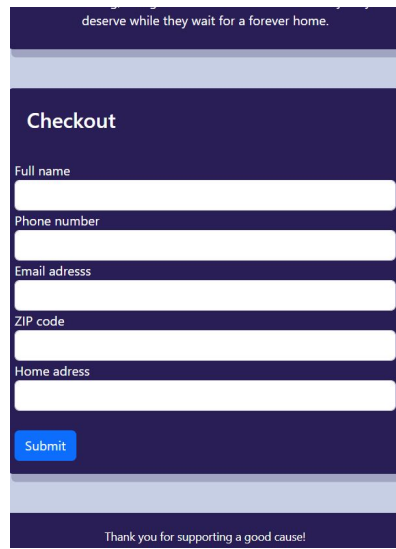 deserve while they wait for a forever home.
Checkout
Full name
Phone number
Email adresss
ZIP code
Home adress
Submit
Thank you for supporting a good cause!